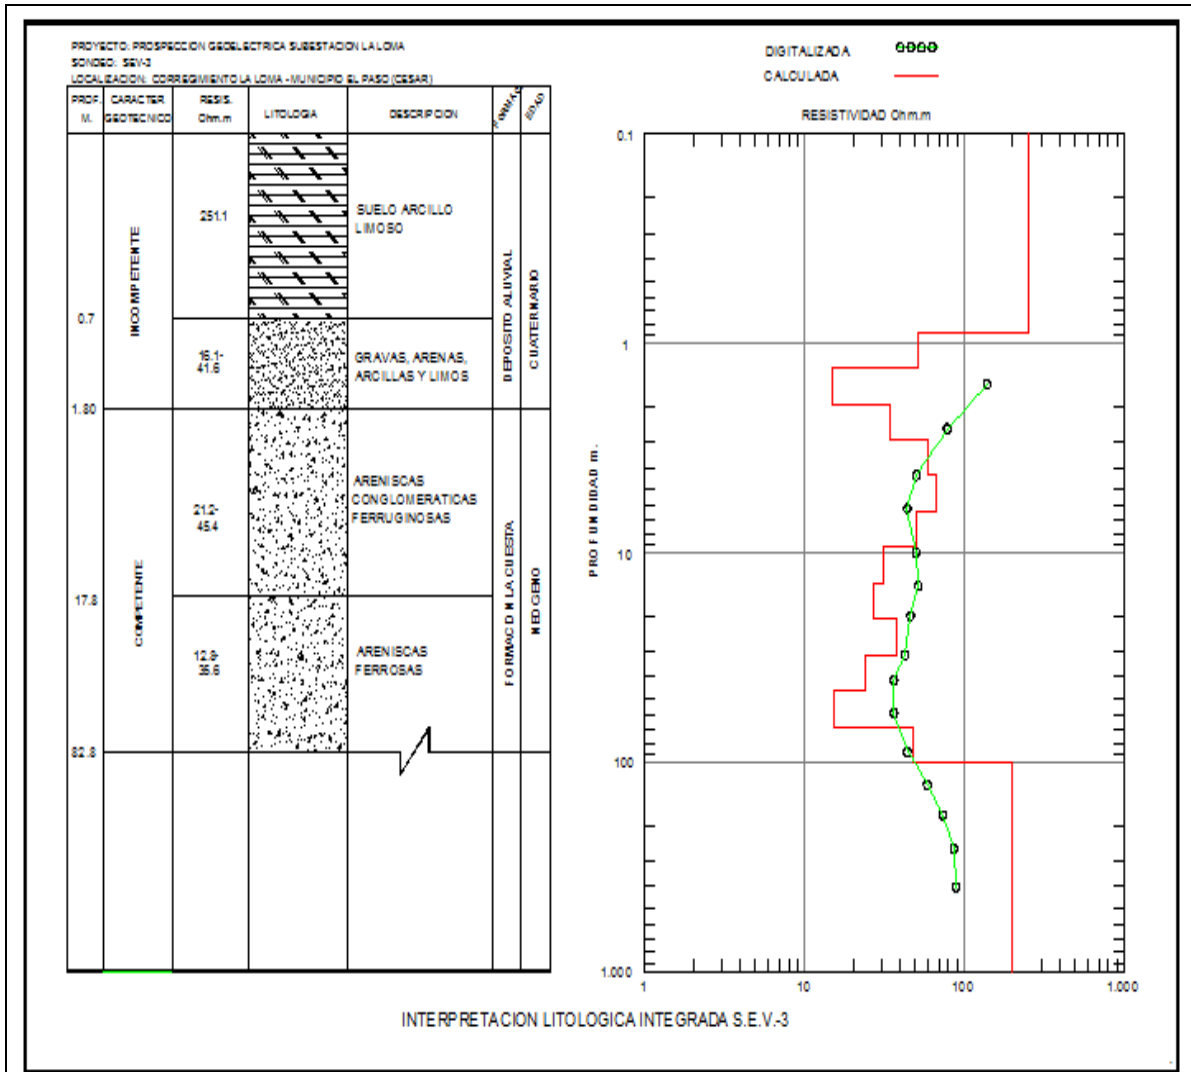 PROYECTO: PROSPECCION GEOELECTRICA SUBESTACION LA LOMA
SONDEO: SEV-3
LOCALIZACION: CORREGIMIENTO LA LOMA - MUNICIPIO EL PASO (CESAR)
PROF. M.
CARACTER GEOTECNICO
RESIS. Ohm.m
LITOLOGIA
DESCRIPCION
EDAD
INCOMPETENTE
251.1
SUELO ARCILLO
LIMOSO
0.7
16.1-
41.6
GRAVAS, ARENAS,
ARCILLAS Y LIMOS
DEPOSITO ALUVIAL
CUATERNARIO
1.80
COMPETENTE
21.2-
45.4
ARENISCAS
CONGLOMERATICAS
FERRUGINOSAS
17.8
12.8-
35.6
ARENISCAS
FERROSAS
FORMACION LA CUESTA
NEOGENO
82.8
DIGITALIZADA
CALCULADA
RESISTIVIDAD Ohm.m
PROFUNDIDAD m.
0.1
1
10
100
1.000
1
10
100
1.000
INTERPRETACION LITOLOGICA INTEGRADA S.E.V.-3